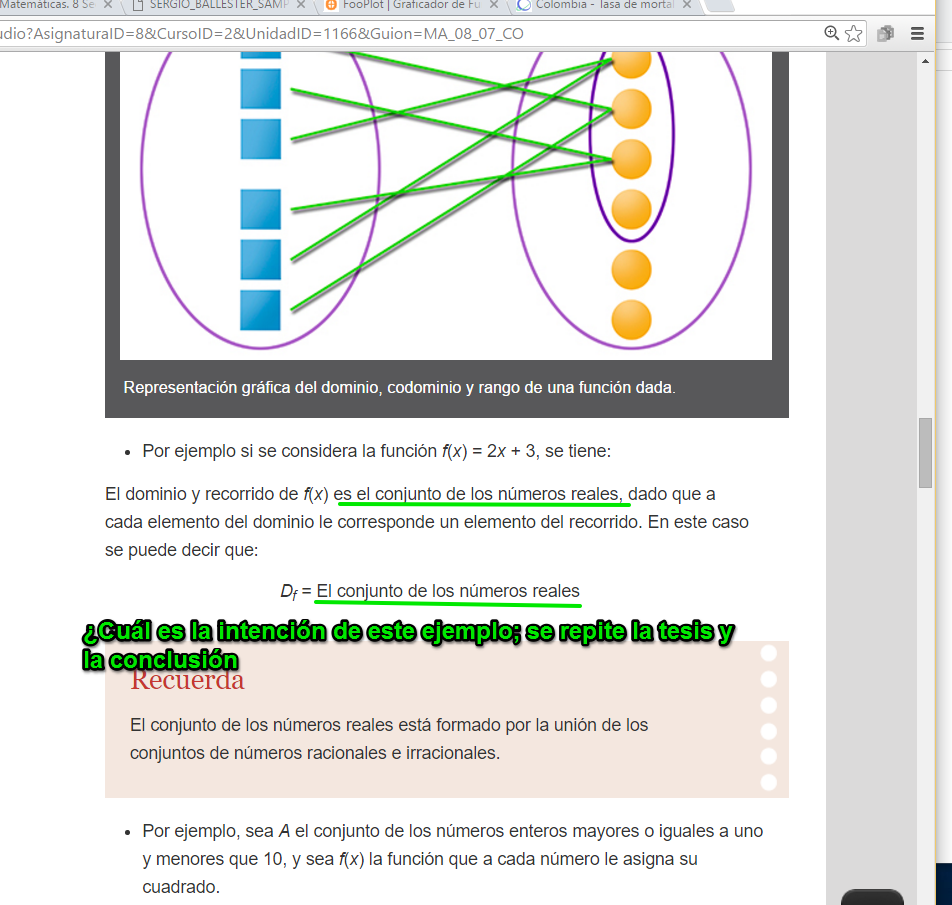 Matemáticas. 8 Se
SERGIO_BALLESTER_SAMP
FooPlot | Graficador de Fu
Colombia - Tasa de mortal
udio?AsignaturaID=8&CursoID=2&UnidadID=1166&Guion=MA_08_07_CO
Representación gráfica del dominio, codominio y rango de una función dada.
• Por ejemplo si se considera la función f(x) = 2x + 3, se tiene:
El dominio y recorrido de f(x) es el conjunto de los números reales, dado que a
cada elemento del dominio le corresponde un elemento del recorrido. En este caso
se puede decir que:
Df = El conjunto de los números reales
¿Cuál es la intención de este ejemplo; se repite la tesis y
la conclusión
Recuerda
El conjunto de los números reales está formado por la unión de los
conjuntos de números racionales e irracionales.
• Por ejemplo, sea A el conjunto de los números enteros mayores o iguales a uno
y menores que 10, y sea f(x) la función que a cada número le asigna su
cuadrado.